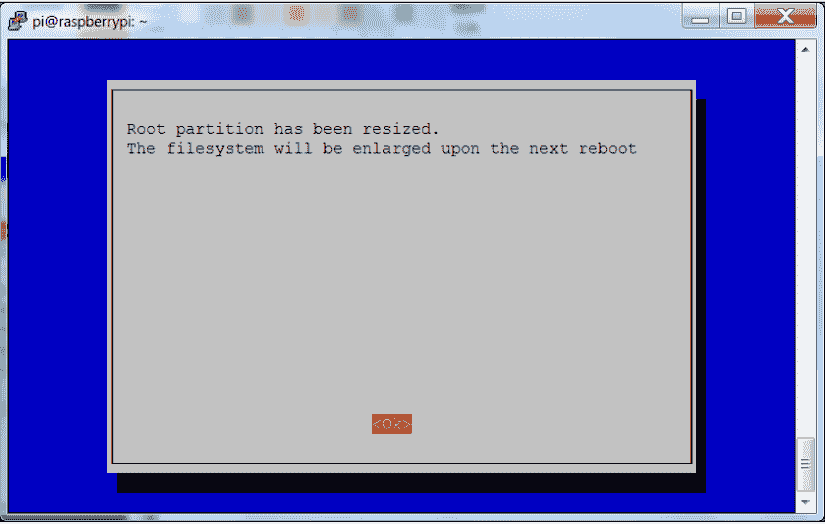 pi@raspberrypi: ~
Root partition has been resized.
The filesystem will be enlarged upon the next reboot
<Ok>